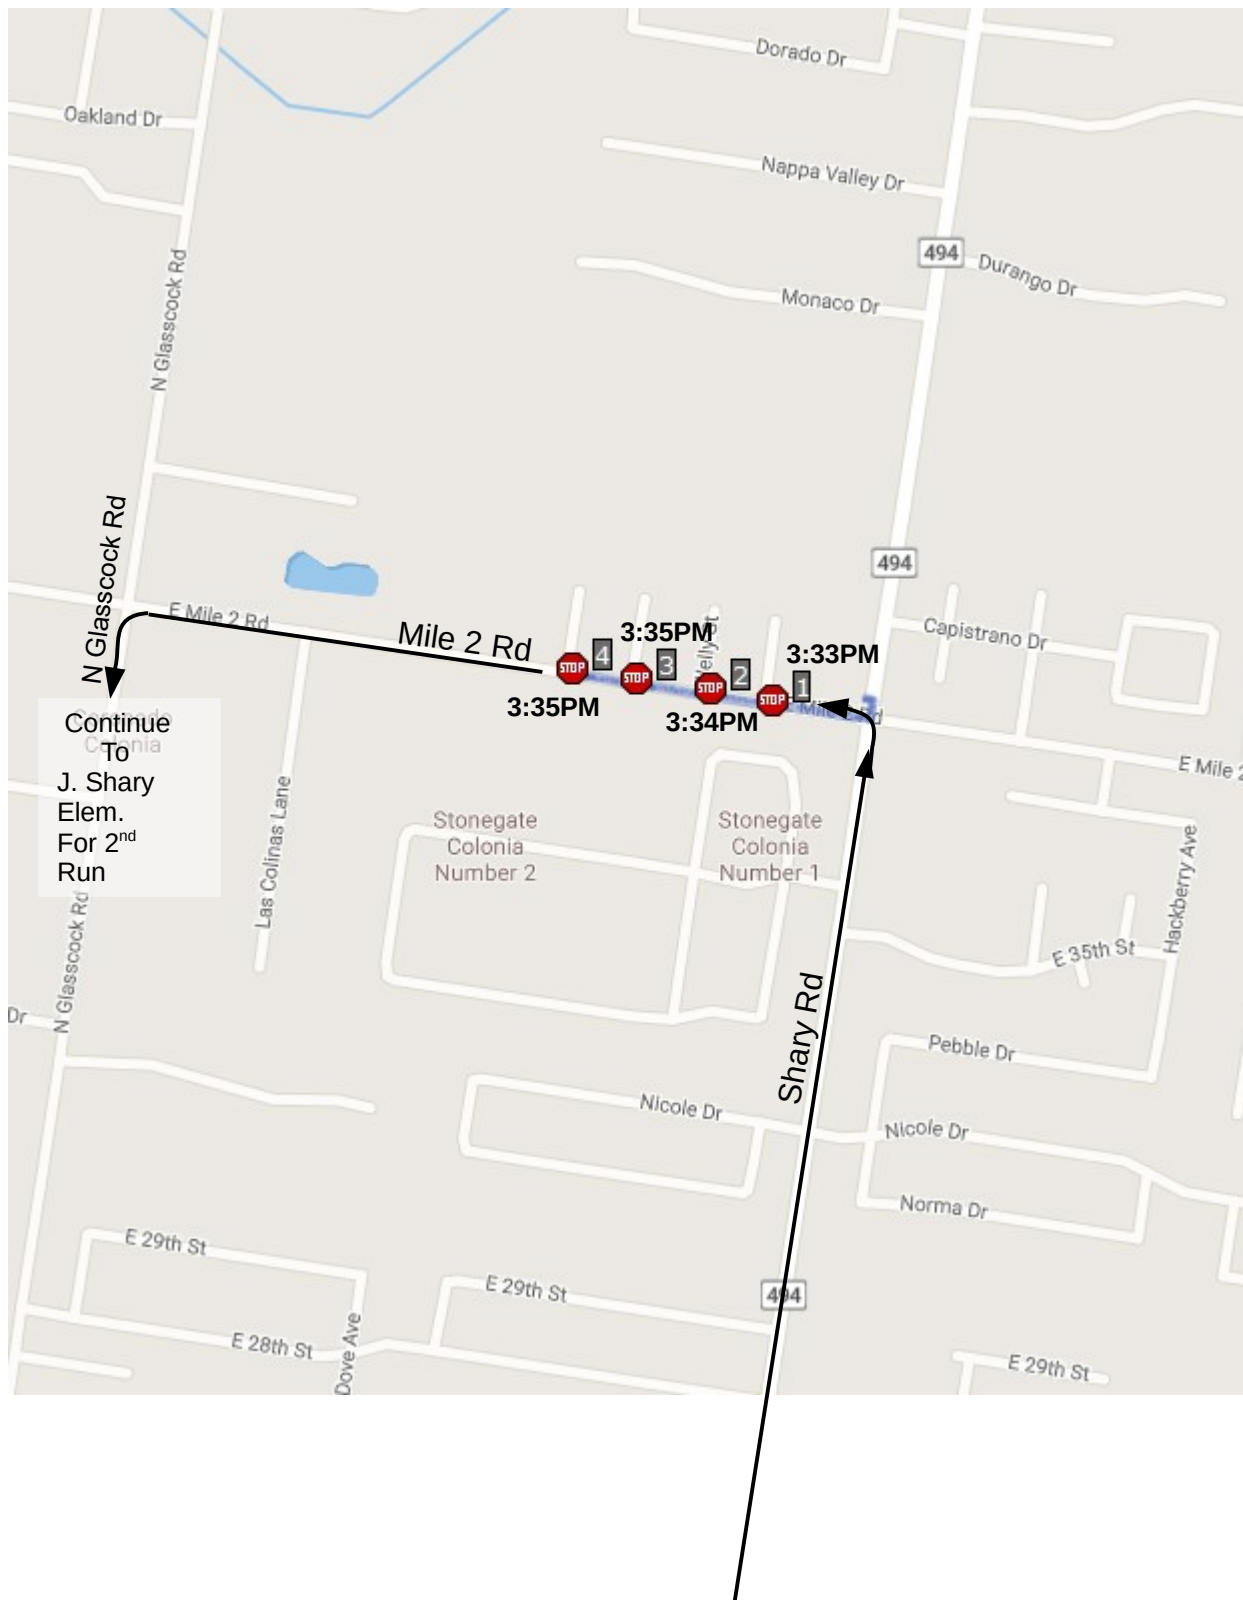 Dorado Dr
Oakland Dr
Nappa Valley Dr
494
Durango Dr
N Glasscock Rd
Monaco Dr
N Glasscock Rd
494
E Mile 2 Rd
Mile 2 Rd
3:35PM
Capistrano Dr
4
3
2
1
3:33PM
STOP
STOP
STOP
STOP
3:35PM
3:34PM
E Mile 2
Continue
To
J. Shary
Elem.
For 2nd
Run
Colonia
Las Colinas Lane
Stonegate
Colonia
Number 2
Stonegate
Colonia
Number 1
Hackberry Ave
E 35th St
N Glasscock Rd
Dr
Shary Rd
Pebble Dr
Nicole Dr
Nicole Dr
Norma Dr
E 29th St
E 29th St
494
E 28th St
Dove Ave
E 29th St